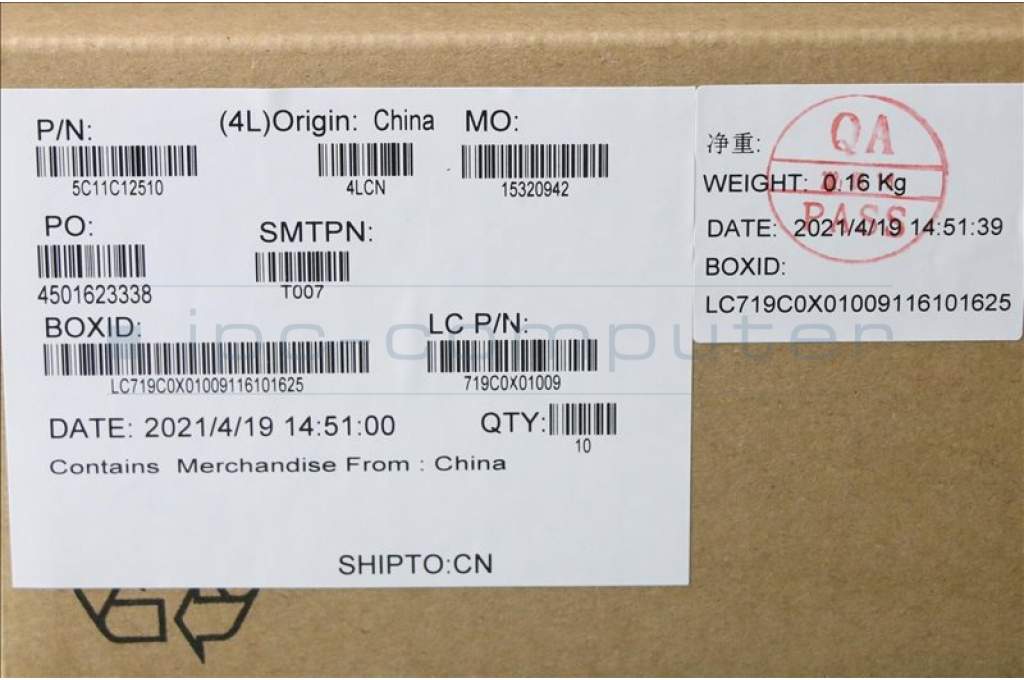 P/N:
5C11C12510
(4L)Origin: China
4LCN
MO:
15320942
PO:
4501623338
SMTPN:
T007
BOXID:
LC719C0X01009116101625
LC P/N:
719C0X01009
DATE: 2021/4/19 14:51:00
QTY:
10
Contains Merchandise From : China
SHIPTO:CN
净重:
WEIGHT: 0.16 Kg
DATE: 2021/4/19 14:51:39
BOXID:
LC719C0X01009116101625
QA
PASS
ipc-computer